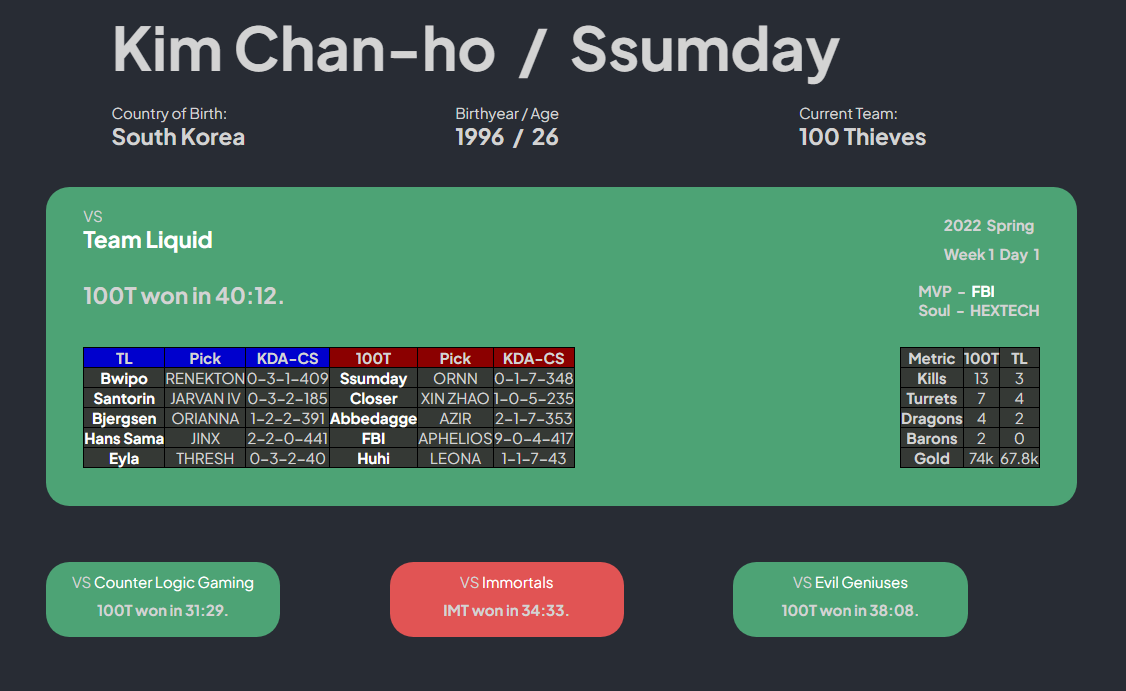 Kim Chan-ho / Ssumday
Country of Birth:
South Korea
Birthyear / Age
1996 / 26
Current Team:
100 Thieves
VS
Team Liquid
100T won in 40:12.
2022 Spring
Week 1 Day 1
MVP - FBI
Soul - HEXTECH
TL Pick KDA-CS 100T Pick KDA-CS
Bwipo RENEKTON 0-3-1-409 Ssumday ORNN 0-1-7-348
Santorin JARVAN IV 0-3-2-185 Closer XIN ZHAO 1-0-5-235
Bjergsen ORIANNA 1-2-2-391 Abbedagge AZIR 2-1-7-353
Hans Sama JINX 2-2-0-441 FBI APHELIOS 9-0-4-417
Eyla THRESH 0-3-2-40 Huhi LEONA 1-1-7-43
Metric 100T TL
Kills 13 3
Turrets 7 4
Dragons 4 2
Barons 2 0
Gold 74k 67.8k
VS Counter Logic Gaming
100T won in 31:29.
VS Immortals
IMT won in 34:33.
VS Evil Geniuses
100T won in 38:08.